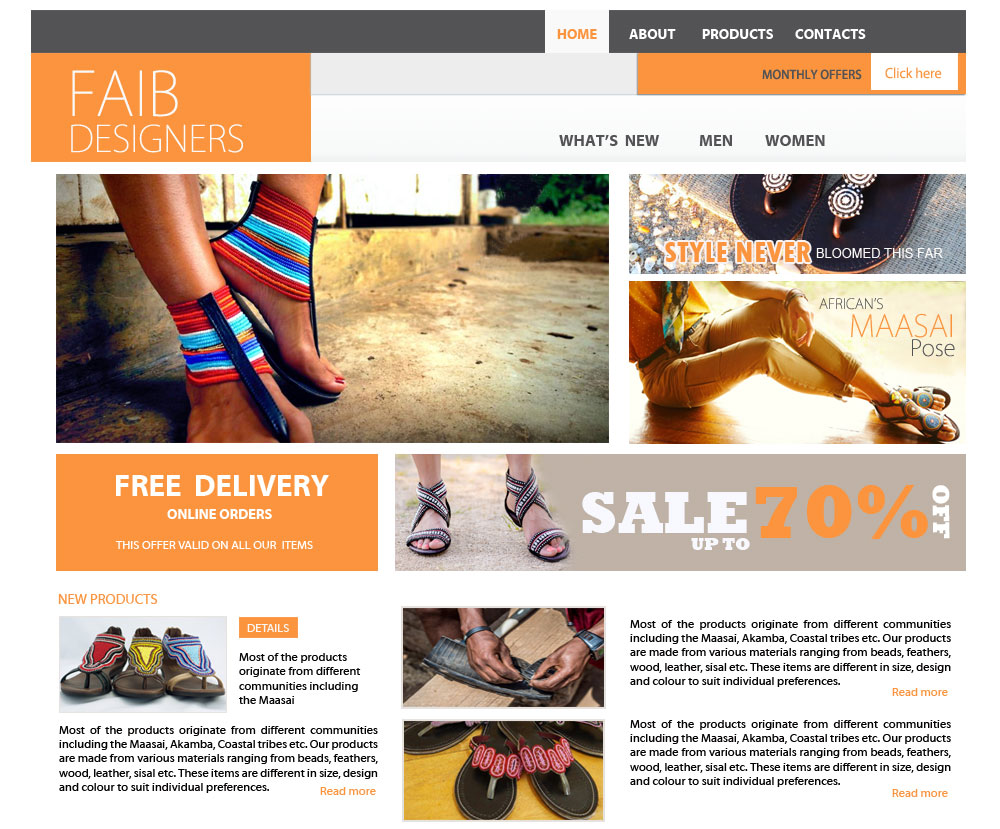 HOME ABOUT PRODUCTS CONTACTS
FAIB
DESIGNERS
MONTHLY OFFERS Click here
WHAT'S NEW MEN WOMEN
STYLE NEVER BLOOMED THIS FAR
AFRICAN'S
MAASAI
Pose
FREE DELIVERY
ONLINE ORDERS
THIS OFFER VALID ON ALL OUR ITEMS
SALE 70% OFF
UP TO
NEW PRODUCTS
DETAILS
Most of the products
originate from different
communities including
the Maasai
Most of the products originate from different communities
including the Maasai, Akamba, Coastal tribes etc. Our products
are made from various materials ranging from beads, feathers,
wood, leather, sisal etc. These items are different in size, design
and colour to suit individual preferences.
Read more
Most of the products originate from different communities
including the Maasai, Akamba, Coastal tribes etc. Our products
are made from various materials ranging from beads, feathers,
wood, leather, sisal etc. These items are different in size, design
and colour to suit individual preferences.
Read more
Most of the products originate from different communities
including the Maasai, Akamba, Coastal tribes etc. Our products
are made from various materials ranging from beads, feathers,
wood, leather, sisal etc. These items are different in size, design
and colour to suit individual preferences.
Read more